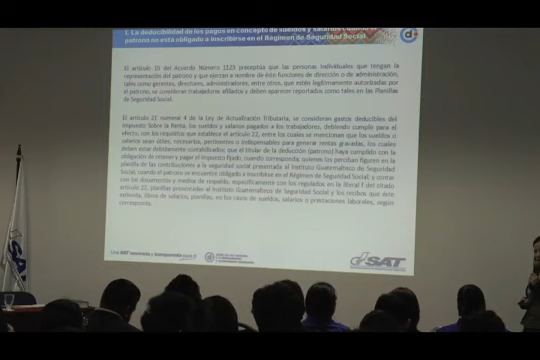 I. La deducibilidad de los pagos en concepto de sueldos y salarios
patrono no está obligado a inscribirse en el Régimen de Seguridad Social.
El artículo 15 del Acuerdo Número 1123 preceptúa que las personas individuales que tengan la
representación del patrono y que ejerzan a nombre de éste funciones de dirección o de administración,
tales como gerentes, directores, administradores, entre otros, que estén legítimamente autorizadas por
el patrono, se consideran trabajadores afiliados y deben aparecer reportados como tales en las Planillas
de Seguridad Social.
El artículo 21 numeral 4 de la Ley de Actualización Tributaria, se consideran gastos deducibles del
Impuesto Sobre la Renta, los sueldos y salarios pagados a los trabajadores, debiendo cumplir para el
efecto, con los requisitos que establece el artículo 22, entre los cuales se mencionan que los sueldos o
salarios sean útiles, necesarios, pertinentes o indispensables para generar rentas gravadas, los cuales
deben estar debidamente contabilizados; que el titular de la deducción (patrono) haya cumplido con la
obligación de retener y pagar el impuesto fijado, cuando corresponda; quienes los perciban figuren en la
planilla de las contribuciones a la seguridad social presentada al Instituto Guatemalteco de Seguridad
Social, cuando el patrono se encuentre obligado a inscribirse en el Régimen de Seguridad Social, y contar
con los documentos y medios de respaldo, específicamente con los regulados en la literal f del citado
artículo 22, planillas presentadas al Instituto Guatemalteco de Seguridad Social y los recibos que éste
extienda, libros de salarios, planillas, en los casos de sueldos, salarios o prestaciones laborales, según
corresponda.
Una SAT renovada y transparente
SAT
SAT